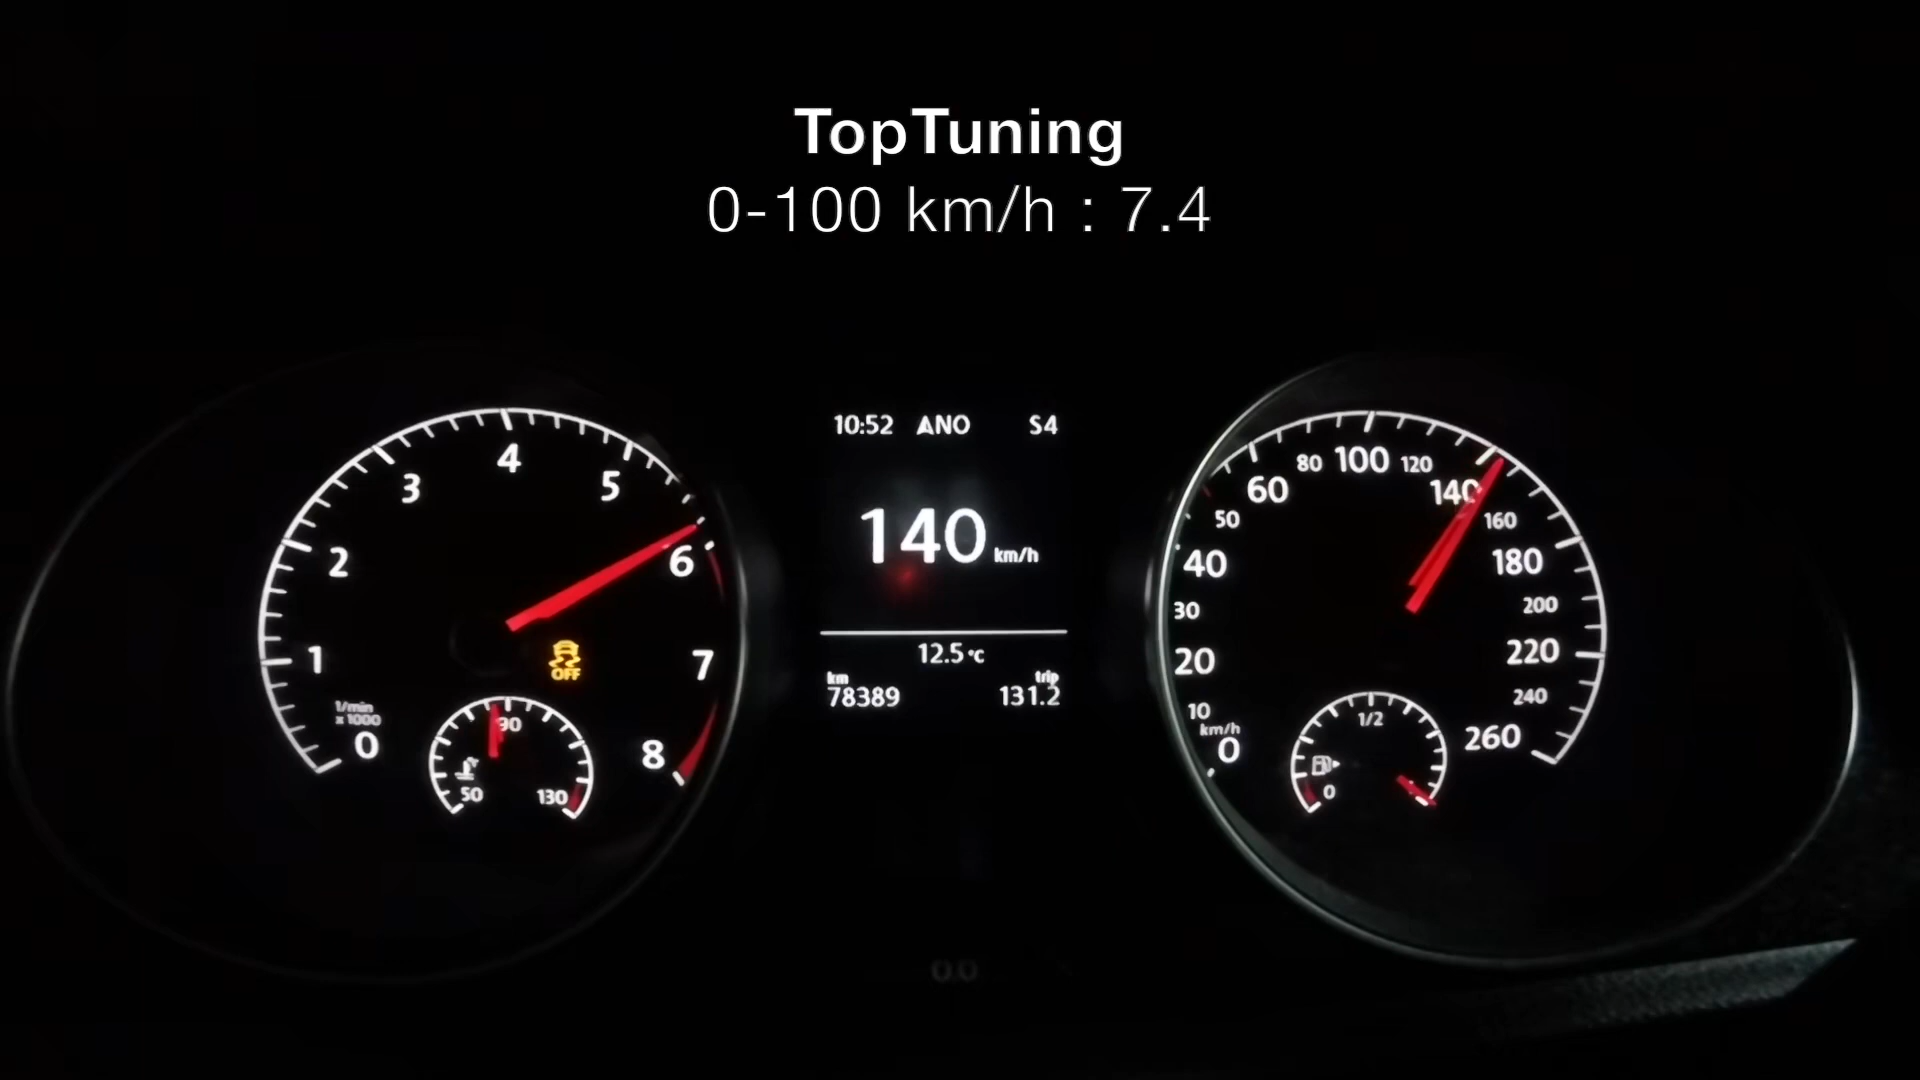 TopTuning
0-100 km/h : 7.4
10:52 ANO S4
140 km/h
12.5 °C
km trip
78389 131.2
0 1 2 3 4 5 6 7 8
1/min
x 1000
OFF
50 90 130
0 10 20 30 40 50 60 80 100 120 140 160 180 200 220 240 260
km/h
0 1/2